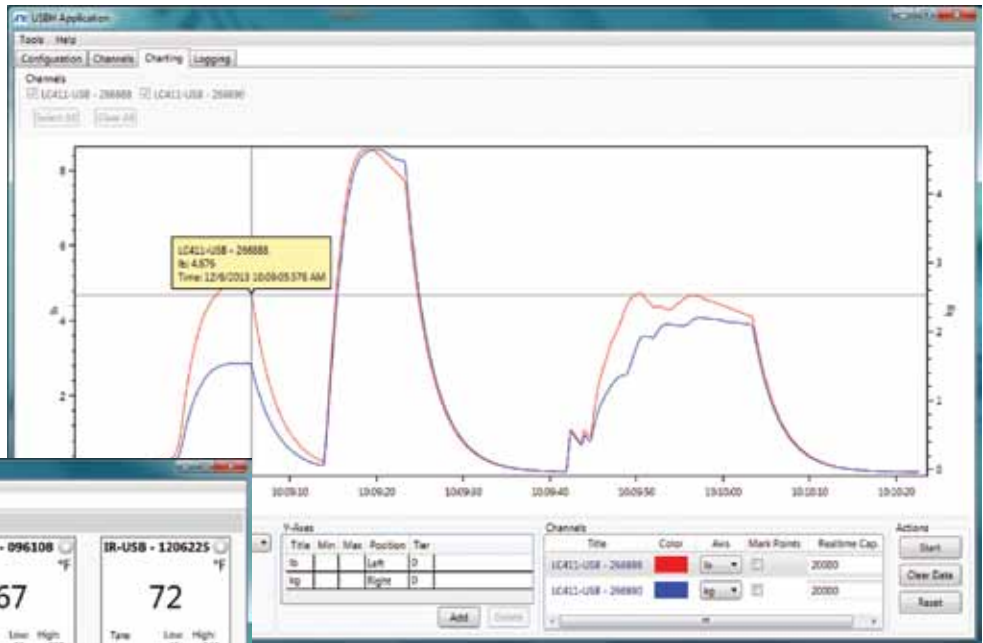 USBH Application
Tools Help
Configuration Channels Charting Logging
Channels
LC411-USB - 266888 LC411-USB - 266890
Select All Clear All
8
6
4
2
lb
LC411-USB - 266888
lb: 4.676
Time: 12/6/2013 10:09:05.376 AM
4
3
2
1
0
kg
10:09:10 10:09:20 10:09:30 10:09:40 10:09:50 10:10:00 10:10:10 10:10:20
Y-Axes
Title Min Max Position Tier
lb Left 0
kg Right 0
Add Delete
Channels
Title Color Axis Mark Points Realtime Cap.
LC411-USB - 266888 lb 20000
LC411-USB - 266890 kg 20000
Actions
Start
Clear Data
Reset
- 096108 IR-USB - 1206225
°F °F
67 72
Low High Tare Low High